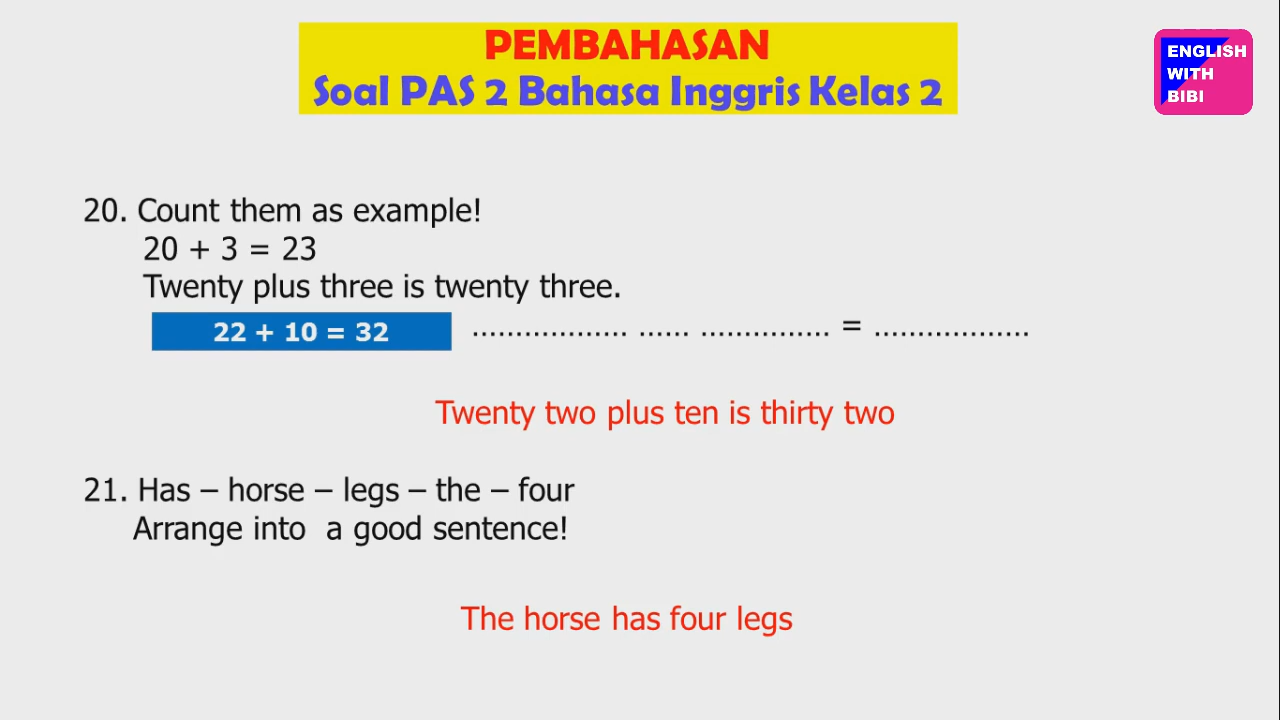 PEMBAHASAN
Soal PAS 2 Bahasa Inggris Kelas 2
ENGLISH
WITH
BIBI
20. Count them as example!
20 + 3 = 23
Twenty plus three is twenty three.
22 + 10 = 32 .................. ...... ............... = ..................
Twenty two plus ten is thirty two
21. Has – horse – legs – the – four
Arrange into a good sentence!
The horse has four legs